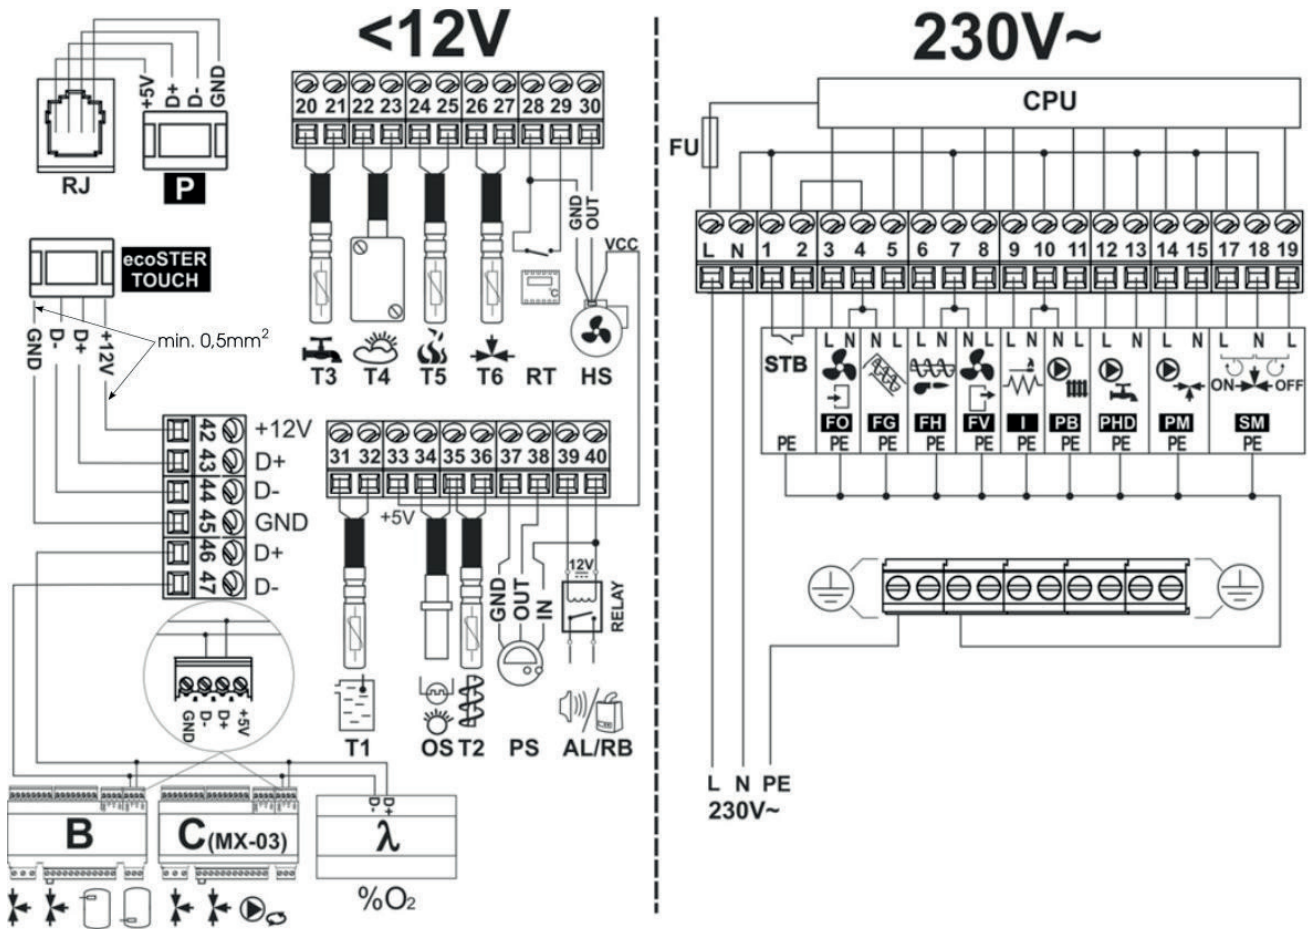 <12V
230V~
+5V D+ D- GND
RJ
P
ecoSTER
TOUCH
GND D- D+ +12V
min. 0,5mm²
42 +12V
43 D+
44 D-
45 GND
46 D+
47 D-
GND D- D+ +5V
B
C (MX-03)
D- D+
λ
%O₂
20 21 22 23 24 25 26 27 28 29 30
GND OUT
VCC
°C
T3 T4 T5 T6 RT HS
31 32 33 34 35 36 37 38 39 40
+5V
GND OUT IN
12V
RELAY
T1 OS T2 PS AL/RB
CPU
FU
L N 1 2 3 4 5 6 7 8 9 10 11 12 13 14 15 17 18 19
STB
L N N L L N N L L N N L L N L N L N L
ON OFF
FO FG FH FV I PB PHD PM SM
PE PE PE PE PE PE PE PE PE PE
L N PE
230V~